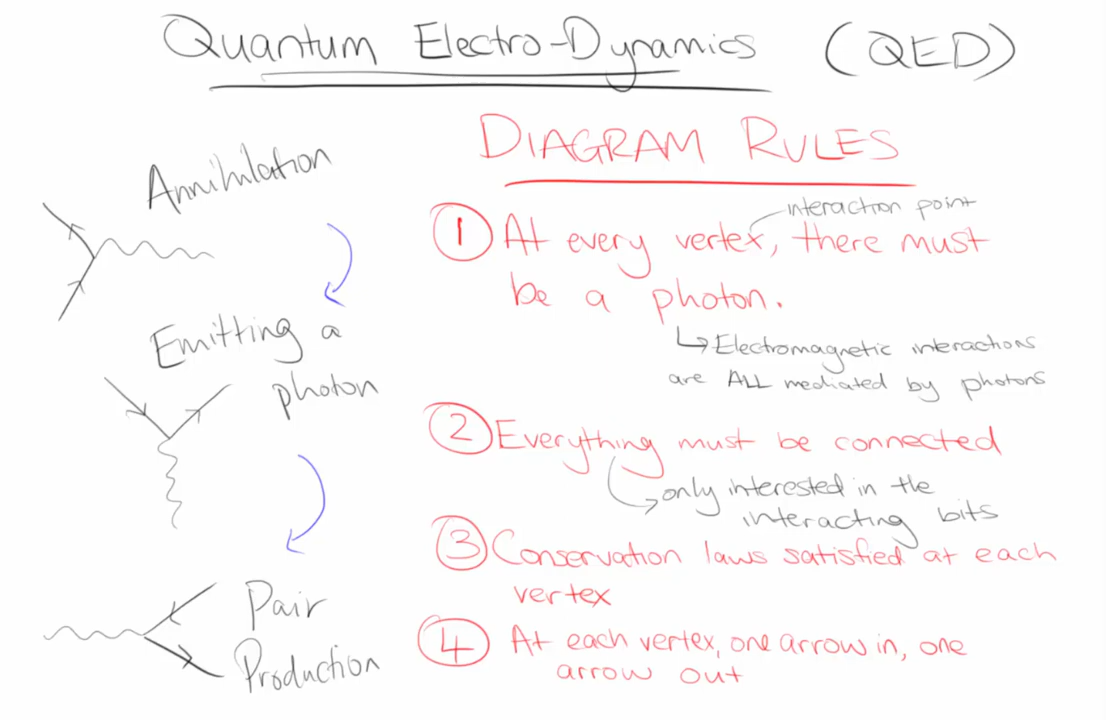 Quantum Electro-Dynamics (QED)
Annihilation
Emitting a
photon
Pair
Production
DIAGRAM RULES
interaction point
① At every vertex, there must
be a photon.
↳ Electromagnetic interactions
are ALL mediated by photons
② Everything must be connected
only interested in the
interacting bits
③ Conservation laws satisfied at each
vertex
④ At each vertex, one arrow in, one
arrow out